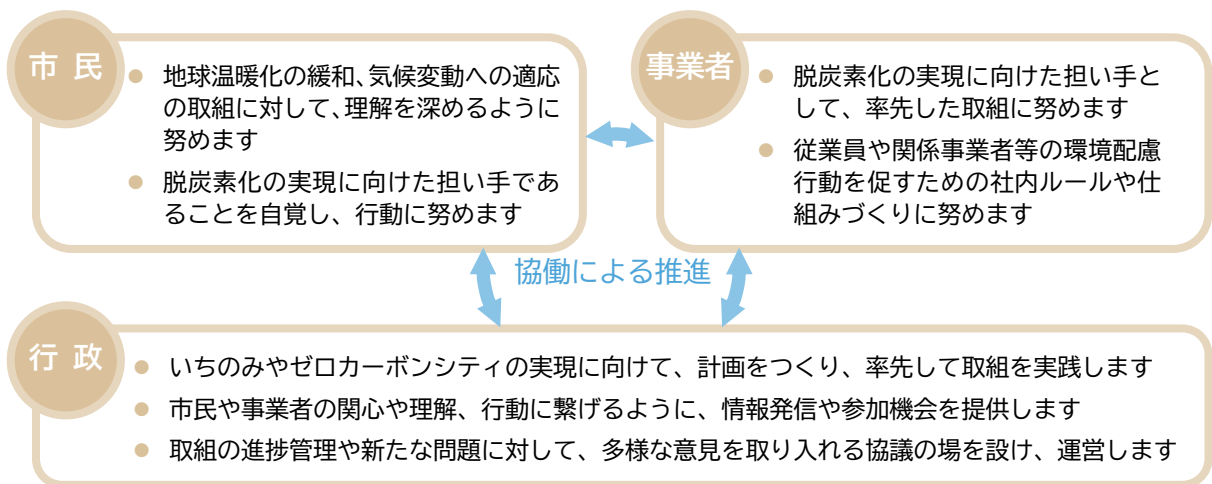 市 民
● 地球温暖化の緩和、気候変動への適応
の取組に対して、理解を深めるように
努めます
● 脱炭素化の実現に向けた担い手であ
ることを自覚し、行動に努めます
事業者
● 脱炭素化の実現に向けた担い手と
して、率先した取組に努めます
● 従業員や関係事業者等の環境配慮
行動を促すための社内ルールや仕
組みづくりに努めます
協働による推進
行 政
● いちのみやゼロカーボンシティの実現に向けて、計画をつくり、率先して取組を実践します
● 市民や事業者の関心や理解、行動に繋げるように、情報発信や参加機会を提供します
● 取組の進捗管理や新たな問題に対して、多様な意見を取り入れる協議の場を設け、運営します